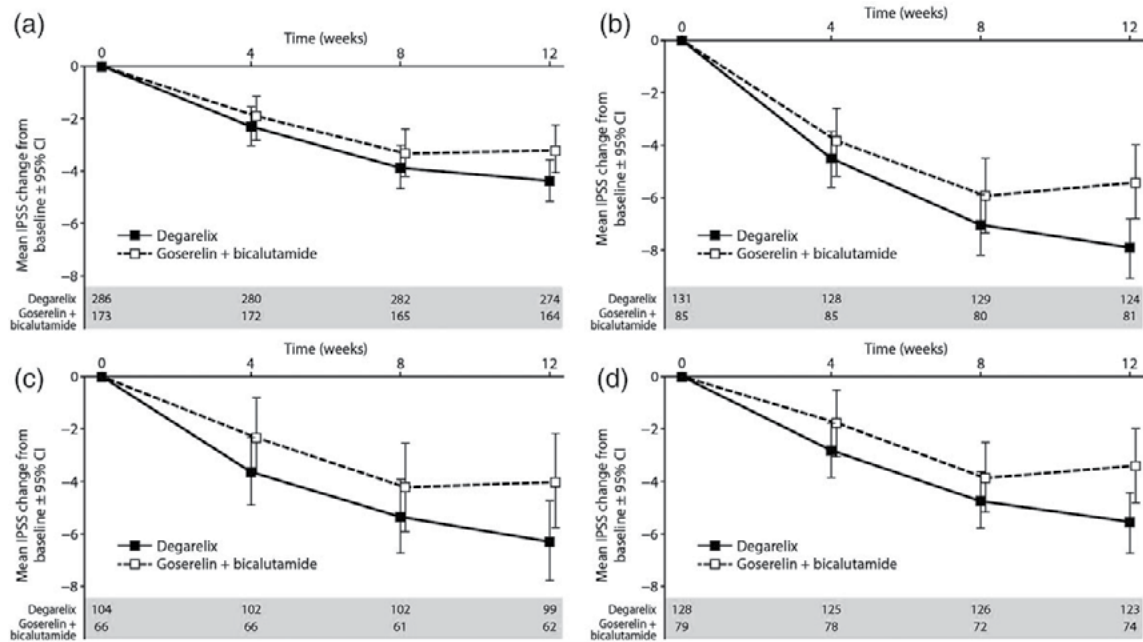 (a)
Time (weeks)
0 4 8 12
0
−2
−4
−6
−8
Mean IPSS change from
baseline ± 95% CI
Degarelix
Goserelin + bicalutamide
Degarelix 286 280 282 274
Goserelin + 173 172 165 164
bicalutamide
(b)
Time (weeks)
0 4 8 12
0
−2
−4
−6
−8
Mean IPSS change from
baseline ± 95% CI
Degarelix
Goserelin + bicalutamide
Degarelix 131 128 129 124
Goserelin + 85 85 80 81
bicalutamide
(c)
Time (weeks)
0 4 8 12
0
−2
−4
−6
−8
Mean IPSS change from
baseline ± 95% CI
Degarelix
Goserelin + bicalutamide
Degarelix 104 102 102 99
Goserelin + 66 66 61 62
bicalutamide
(d)
Time (weeks)
0 4 8 12
0
−2
−4
−6
−8
Mean IPSS change from
baseline ± 95% CI
Degarelix
Goserelin + bicalutamide
Degarelix 128 125 126 123
Goserelin + 79 78 72 74
bicalutamide